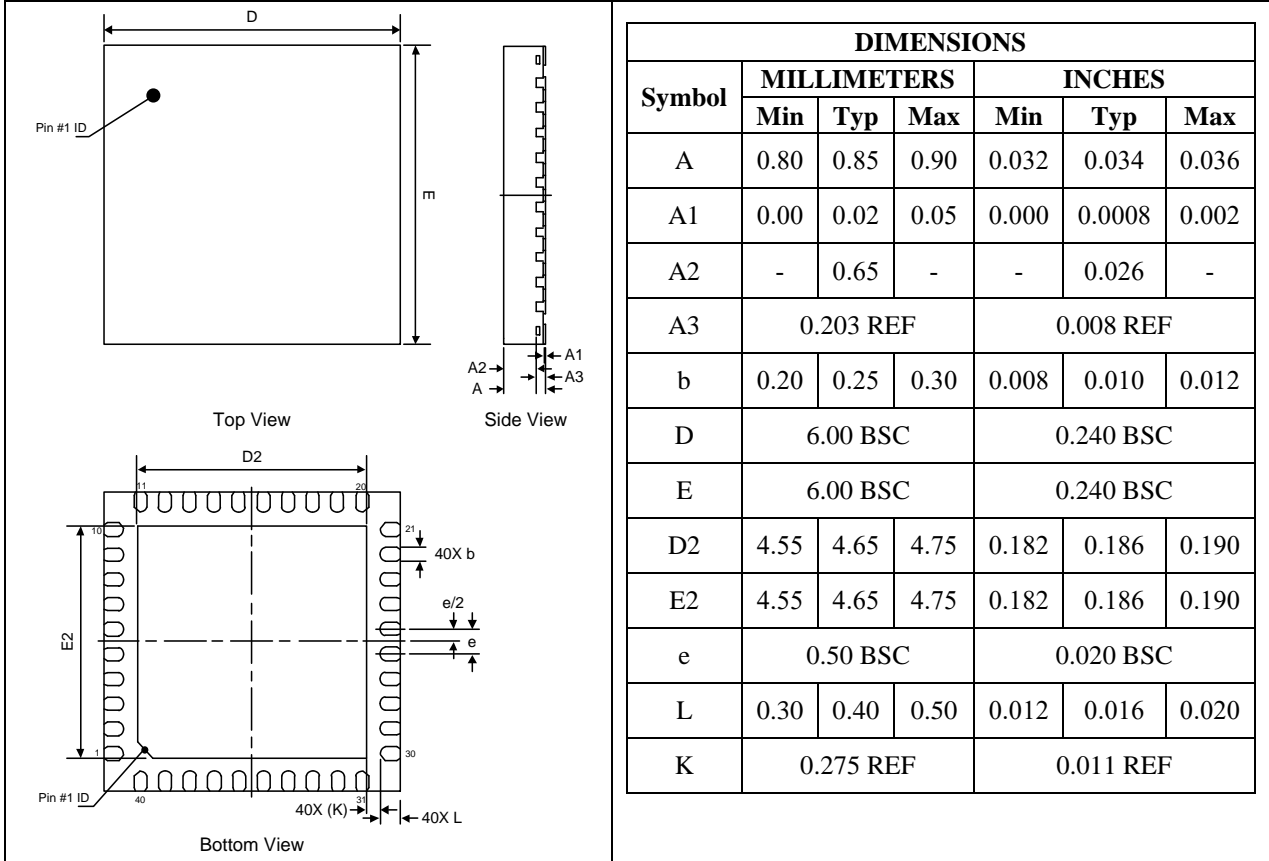 D
Pin #1 ID
E
A1
A2
A3
A
Top View
Side View
D2
11
20
10
21
40X b
e/2
e
E2
1
30
Pin #1 ID
40
31
40X (K)
40X L
Bottom View
DIMENSIONS
Symbol MILLIMETERS INCHES
Min Typ Max Min Typ Max
A 0.80 0.85 0.90 0.032 0.034 0.036
A1 0.00 0.02 0.05 0.000 0.0008 0.002
A2 - 0.65 - - 0.026 -
A3 0.203 REF 0.008 REF
b 0.20 0.25 0.30 0.008 0.010 0.012
D 6.00 BSC 0.240 BSC
E 6.00 BSC 0.240 BSC
D2 4.55 4.65 4.75 0.182 0.186 0.190
E2 4.55 4.65 4.75 0.182 0.186 0.190
e 0.50 BSC 0.020 BSC
L 0.30 0.40 0.50 0.012 0.016 0.020
K 0.275 REF 0.011 REF